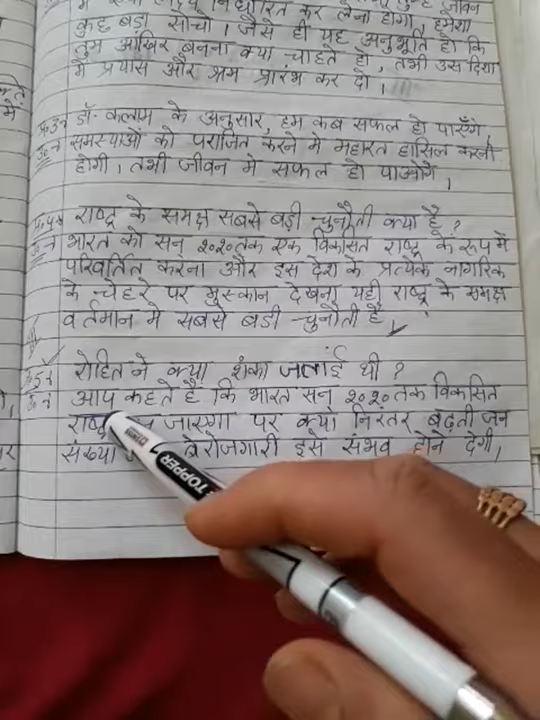 कुछ बड़ा सोचो। जैसे ही यह अनुभूति हो कि
तुम आखिर बनना क्या चाहते हो, तभी उस दिशा
में प्रयास और श्रम प्रारंभ कर दो।
डॉ. कलाम के अनुसार, हम कब सफल हो पाएँगे,
समस्याओं को पराजित करने में महारत हासिल करनी
होगी। तभी जीवन में सफल हो पाओगे,
राष्ट्र के समक्ष सबसे बड़ी चुनौती क्या है ?
भारत को सन् २०२०तक एक विकसित राष्ट्र के रूप में
परिवर्तित करना और इस देश के प्रत्येक नागरिक
के चेहरे पर मुस्कान देखना यही राष्ट्र के समक्ष
वर्तमान में सबसे बडी चुनौती है,
रोहित ने क्या शंका जताई थी ?
आप कहते हैं कि भारत सन् २०२० तक विकसित
राष्ट्र जाएगा पर क्या निरंतर बढ़ती जन
संख्या बेरोजगारी इसे संभव होने देगी,
TOPPER